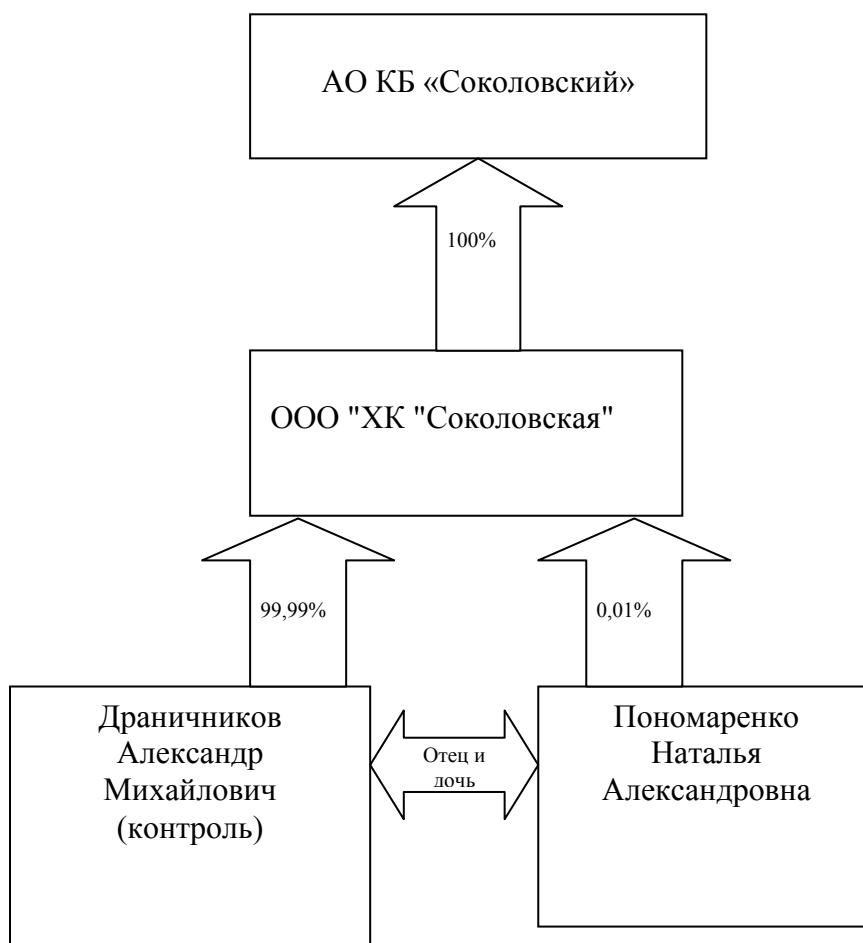 АО КБ «Соколовский»
100%
ООО "ХК "Соколовская"
99,99%
0,01%
Драничников
Александр
Михайлович
(контроль)
Отец и
дочь
Пономаренко
Наталья
Александровна